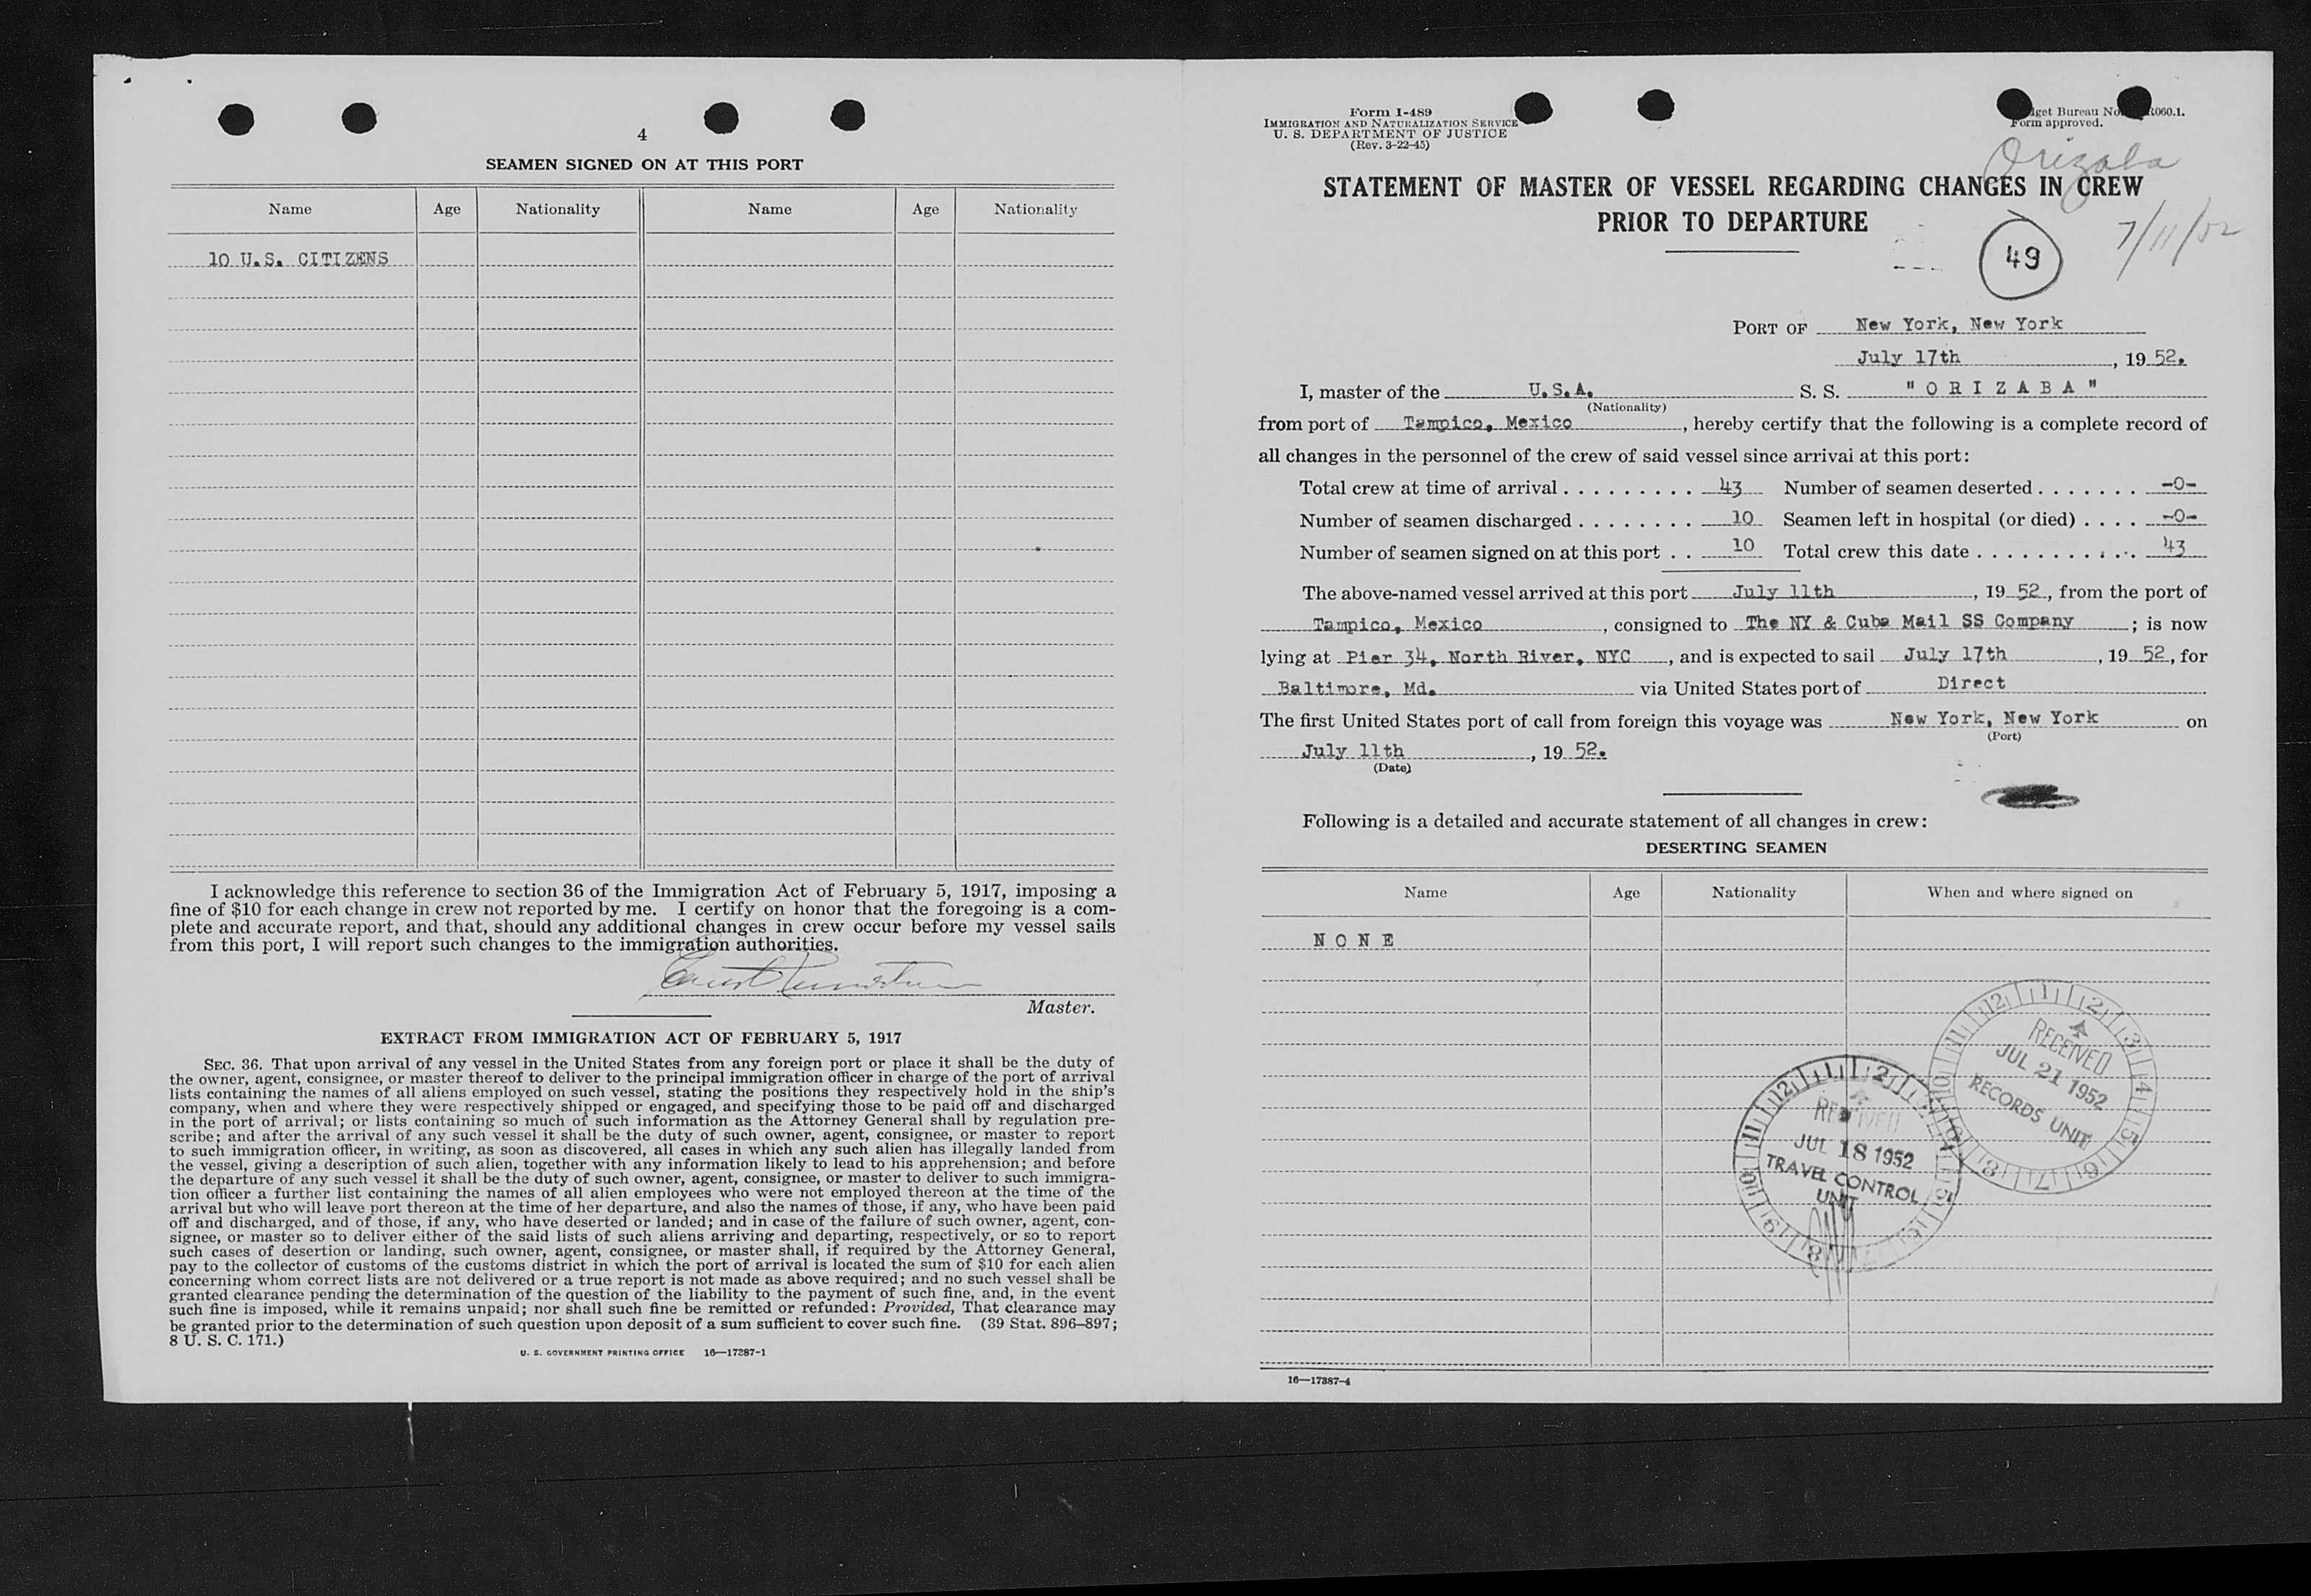 4
SEAMEN SIGNED ON AT THIS PORT
Name Age Nationality Name Age Nationality
10 U.S. CITIZENS
I acknowledge this reference to section 36 of the Immigration Act of February 5, 1917, imposing a
fine of $10 for each change in crew not reported by me. I certify on honor that the foregoing is a com-
plete and accurate report, and that, should any additional changes in crew occur before my vessel sails
from this port, I will report such changes to the immigration authorities.
Master.
EXTRACT FROM IMMIGRATION ACT OF FEBRUARY 5, 1917
SEC. 36. That upon arrival of any vessel in the United States from any foreign port or place it shall be the duty of
the owner, agent, consignee, or master thereof to deliver to the principal immigration officer in charge of the port of arrival
lists containing the names of all aliens employed on such vessel, stating the positions they respectively hold in the ship's
company, when and where they were respectively shipped or engaged, and specifying those to be paid off and discharged
in the port of arrival; or lists containing so much of such information as the Attorney General shall by regulation pre-
scribe; and after the arrival of any such vessel it shall be the duty of such owner, agent, consignee, or master to report
to such immigration officer, in writing, as soon as discovered, all cases in which any such alien has illegally landed from
the vessel, giving a description of such alien, together with any information likely to lead to his apprehension; and before
the departure of any such vessel it shall be the duty of such owner, agent, consignee, or master to deliver to such immigra-
tion officer a further list containing the names of all alien employees who were not employed thereon at the time of the
arrival but who will leave port thereon at the time of her departure, and also the names of those, if any, who have been paid
off and discharged, and of those, if any, who have deserted or landed; and in case of the failure of such owner, agent, con-
signee, or master so to deliver either of the said lists of such aliens arriving and departing, respectively, or so to report
such cases of desertion or landing, such owner, agent, consignee, or master shall, if required by the Attorney General,
pay to the collector of customs of the customs district in which the port of arrival is located the sum of $10 for each alien
concerning whom correct lists are not delivered or a true report is not made as above required; and no such vessel shall be
granted clearance pending the determination of the question of the liability to the payment of such fine, and, in the event
such fine is imposed, while it remains unpaid; nor shall such fine be remitted or refunded: Provided, That clearance may
be granted prior to the determination of such question upon deposit of a sum sufficient to cover such fine. (39 Stat. 896–897;
8 U. S. C. 171.)
U. S. GOVERNMENT PRINTING OFFICE 16—17287-1
Form I-489
IMMIGRATION AND NATURALIZATION SERVICE
U. S. DEPARTMENT OF JUSTICE
(Rev. 3-22-45)
Bureau No. R060.1.
Form approved.
Orizaba
STATEMENT OF MASTER OF VESSEL REGARDING CHANGES IN CREW
PRIOR TO DEPARTURE
49
7/11/52
PORT OF New York, New York
July 17th, 19 52.
I, master of the U.S.A. S. S. "ORIZABA"
(Nationality)
from port of Tampico, Mexico, hereby certify that the following is a complete record of
all changes in the personnel of the crew of said vessel since arrival at this port:
Total crew at time of arrival . . . . . . . . . . 43 Number of seamen deserted . . . . . . . -0-
Number of seamen discharged . . . . . . . . 10 Seamen left in hospital (or died) . . . . -0-
Number of seamen signed on at this port . . 10 Total crew this date . . . . . . . . . . . . 43
The above-named vessel arrived at this port July 11th, 19 52, from the port of
Tampico, Mexico, consigned to The NY & Cuba Mail SS Company; is now
lying at Pier 34, North River, NYC, and is expected to sail July 17th, 19 52, for
Baltimore, Md. via United States port of Direct
The first United States port of call from foreign this voyage was New York, New York on
(Port)
July 11th, 19 52.
(Date)
Following is a detailed and accurate statement of all changes in crew:
DESERTING SEAMEN
Name Age Nationality When and where signed on
NONE
RECEIVED
JUL 21 1952
RECORDS UNIT
RECEIVED
JUL 18 1952
TRAVEL CONTROL
UNIT
16—17387-4